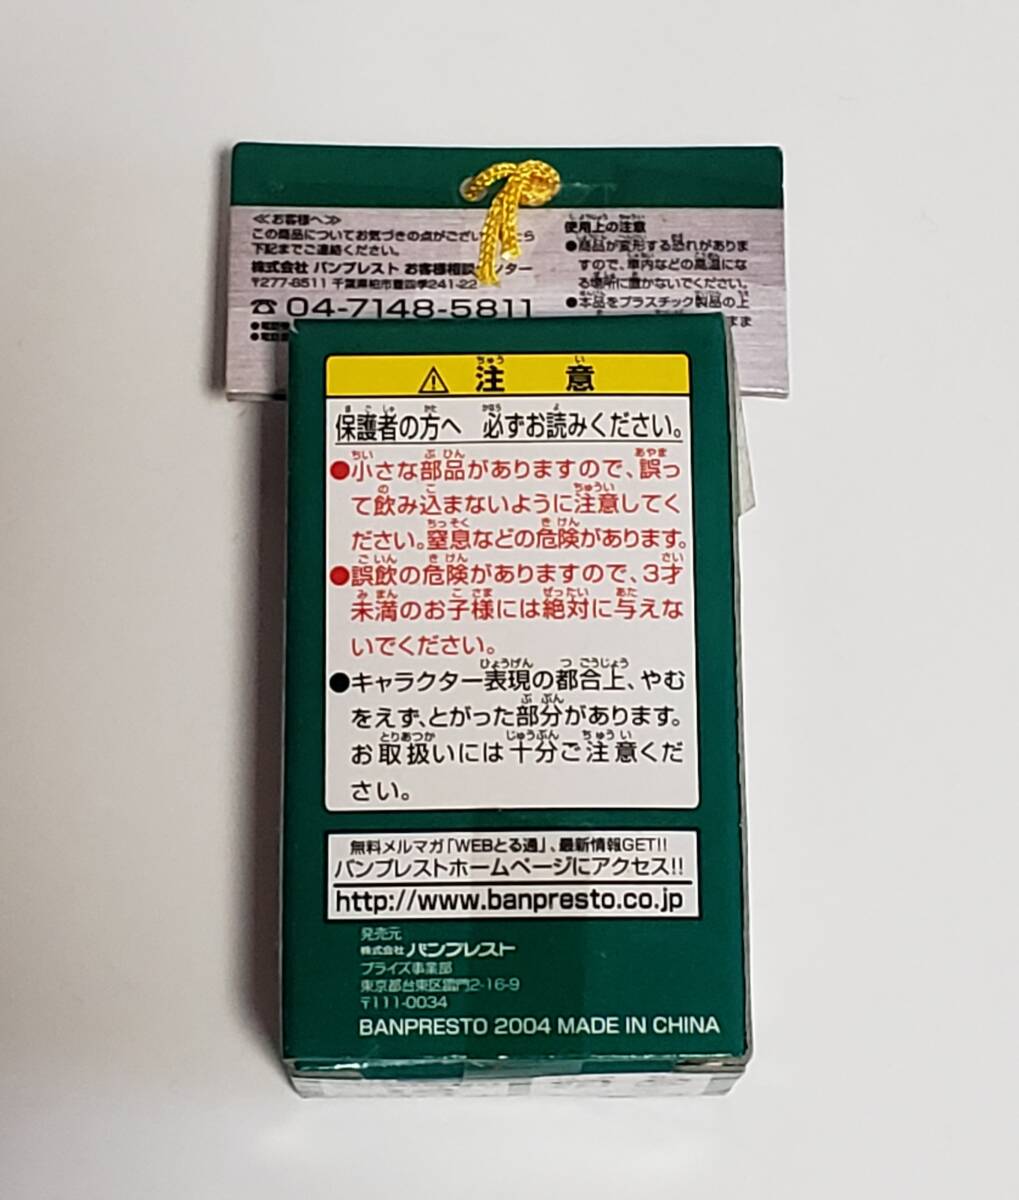 ≪お客様へ≫
この商品についてお気づきの点がござい たら
下記までご連絡ください。
株式会社 バンプレスト お客様相談 ンター
〒277-8511 千葉県柏市豊四季241-22
☎04-7148-5811
使用上の注意
●商品が変形する恐れがありま
すので、車内などの高温にな
る場所に置かないでください。
●本品をプラスチック製品の上
まま
⚠ 注意
保護者の方へ 必ずお読みください。
●小さな部品がありますので、誤っ
て飲み込まないように注意してく
ださい。窒息などの危険があります。
●誤飲の危険がありますので、3才
未満のお子様には絶対に与えな
いでください。
●キャラクター表現の都合上、やむ
をえず、とがった部分があります。
お取扱いには十分ご注意くだ
さい。
無料メルマガ「WEBとる通」、最新情報GET!!
バンプレストホームページにアクセス!!
http://www.banpresto.co.jp
発売元
株式会社 バンプレスト
プライズ事業部
東京都台東区雷門2-16-9
〒111-0034
BANPRESTO 2004 MADE IN CHINA